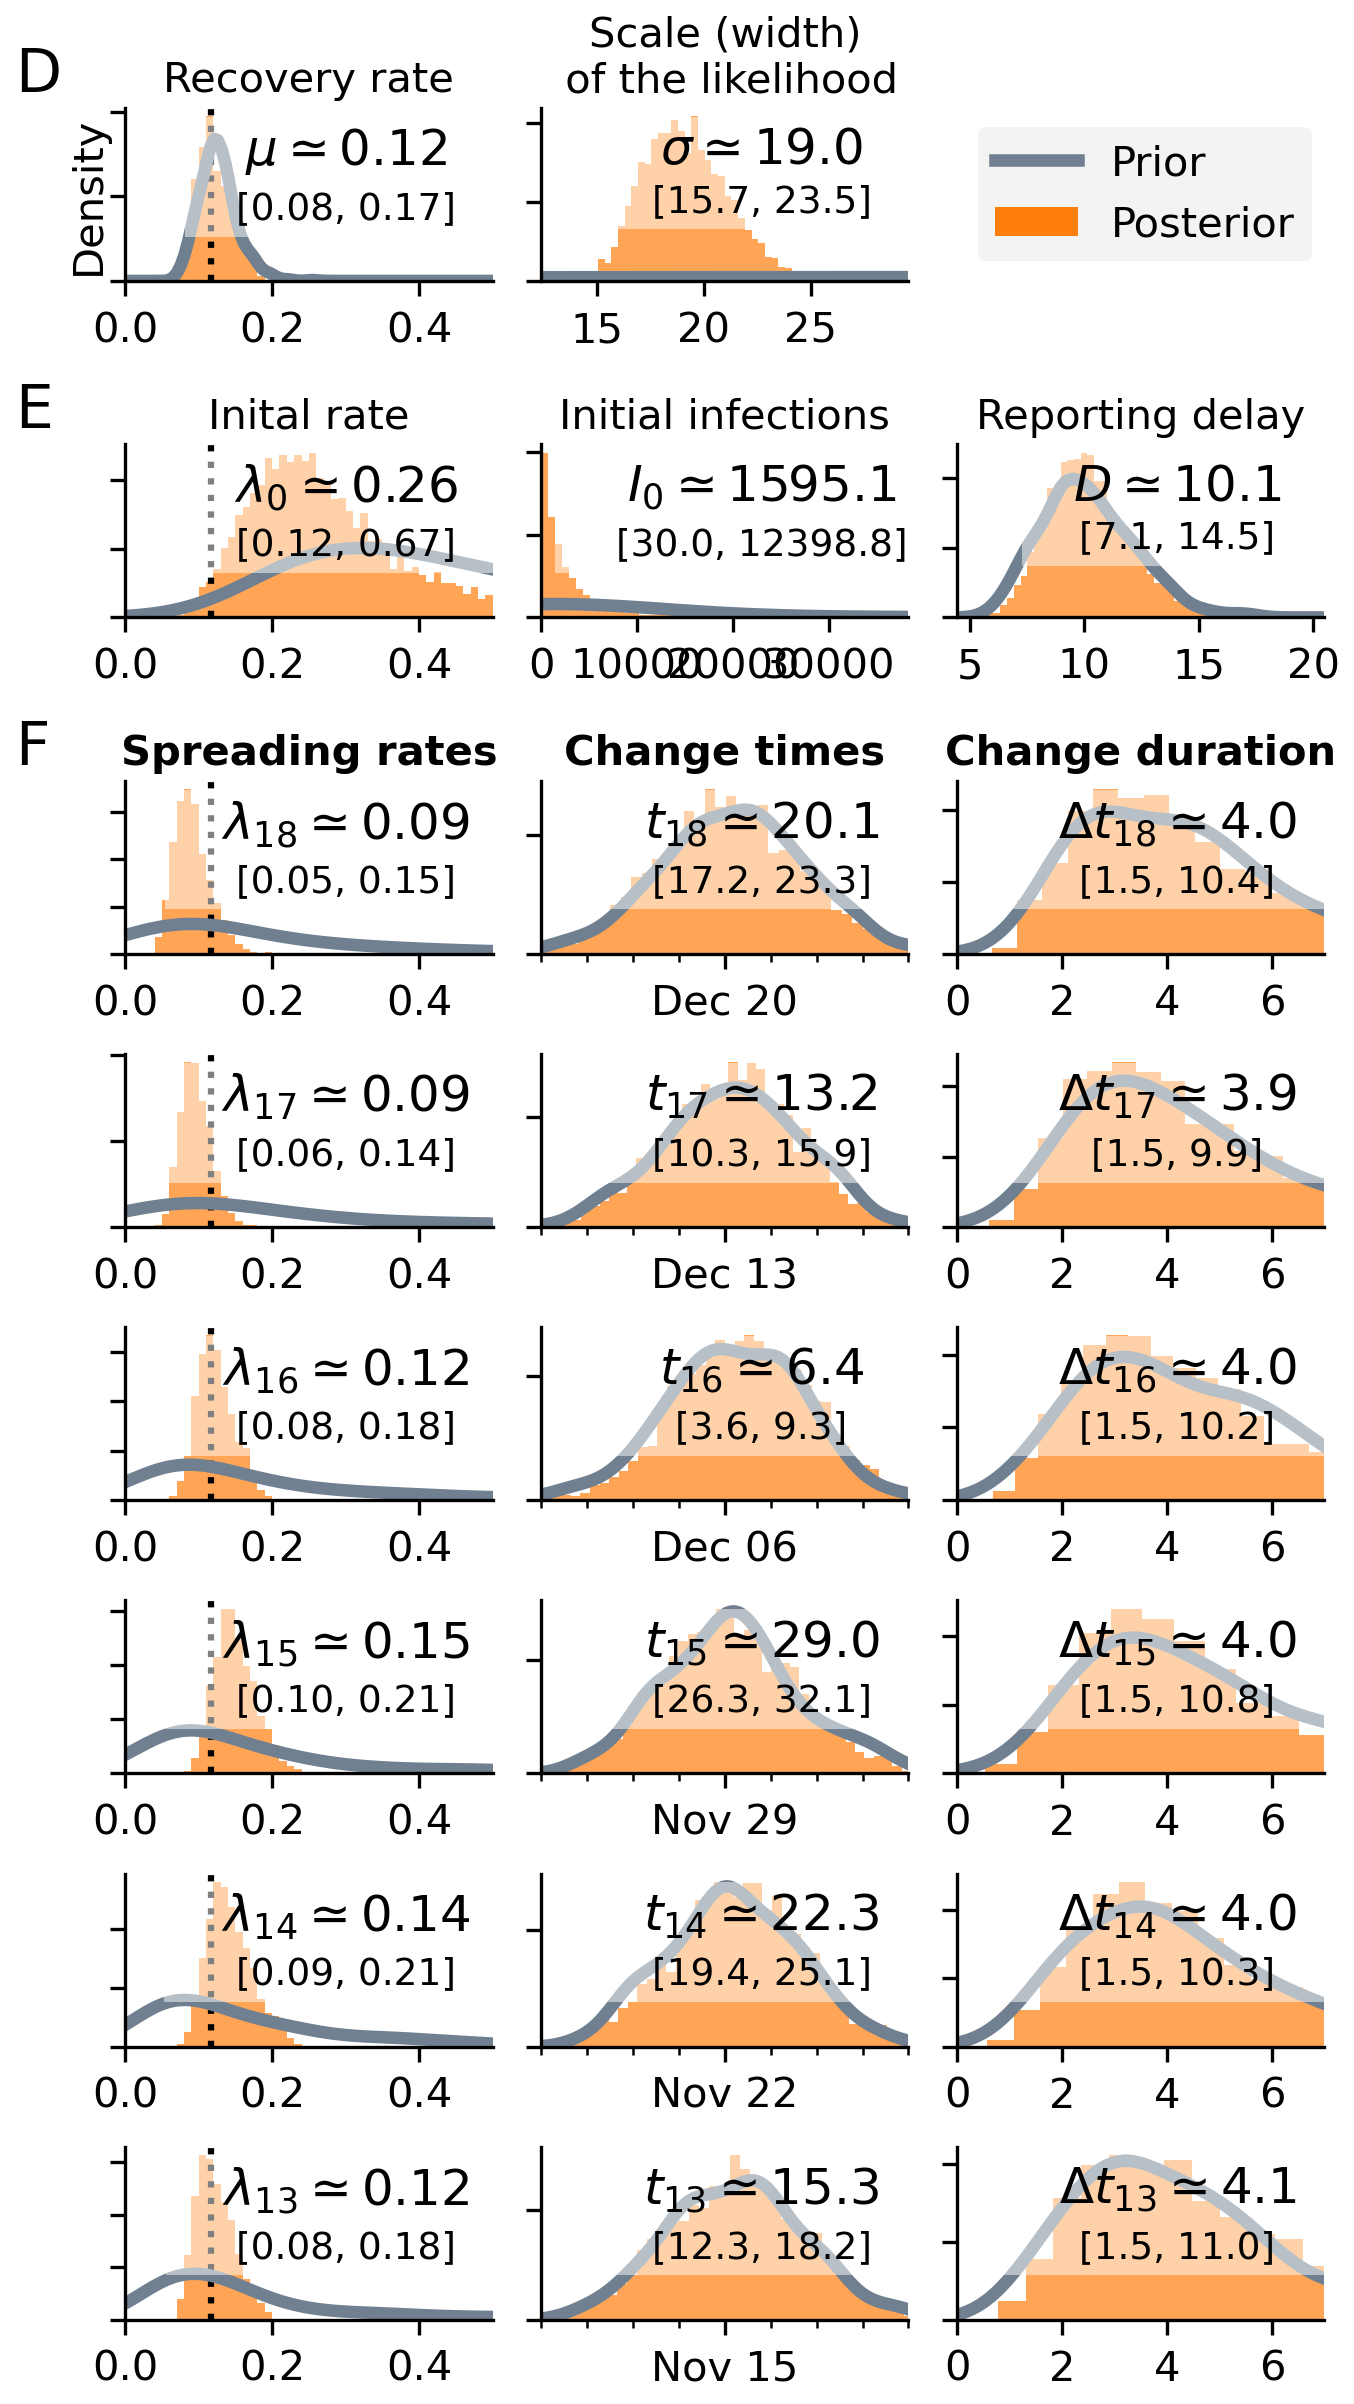 D
Recovery rate
Scale (width)
of the likelihood
Density
μ ≃ 0.12
[0.08, 0.17]
σ ≃ 19.0
[15.7, 23.5]
Prior
Posterior
0.0 0.2 0.4
15 20 25
E
Inital rate
Initial infections
Reporting delay
λ0 ≃ 0.26
[0.12, 0.67]
I0 ≃ 1595.1
[30.0, 12398.8]
D ≃ 10.1
[7.1, 14.5]
0.0 0.2 0.4
0 10000 20000 30000
5 10 15 20
F
Spreading rates
Change times
Change duration
λ18 ≃ 0.09
[0.05, 0.15]
t18 ≃ 20.1
[17.2, 23.3]
Δt18 ≃ 4.0
[1.5, 10.4]
0.0 0.2 0.4
Dec 20
0 2 4 6
λ17 ≃ 0.09
[0.06, 0.14]
t17 ≃ 13.2
[10.3, 15.9]
Δt17 ≃ 3.9
[1.5, 9.9]
0.0 0.2 0.4
Dec 13
0 2 4 6
λ16 ≃ 0.12
[0.08, 0.18]
t16 ≃ 6.4
[3.6, 9.3]
Δt16 ≃ 4.0
[1.5, 10.2]
0.0 0.2 0.4
Dec 06
0 2 4 6
λ15 ≃ 0.15
[0.10, 0.21]
t15 ≃ 29.0
[26.3, 32.1]
Δt15 ≃ 4.0
[1.5, 10.8]
0.0 0.2 0.4
Nov 29
0 2 4 6
λ14 ≃ 0.14
[0.09, 0.21]
t14 ≃ 22.3
[19.4, 25.1]
Δt14 ≃ 4.0
[1.5, 10.3]
0.0 0.2 0.4
Nov 22
0 2 4 6
λ13 ≃ 0.12
[0.08, 0.18]
t13 ≃ 15.3
[12.3, 18.2]
Δt13 ≃ 4.1
[1.5, 11.0]
0.0 0.2 0.4
Nov 15
0 2 4 6